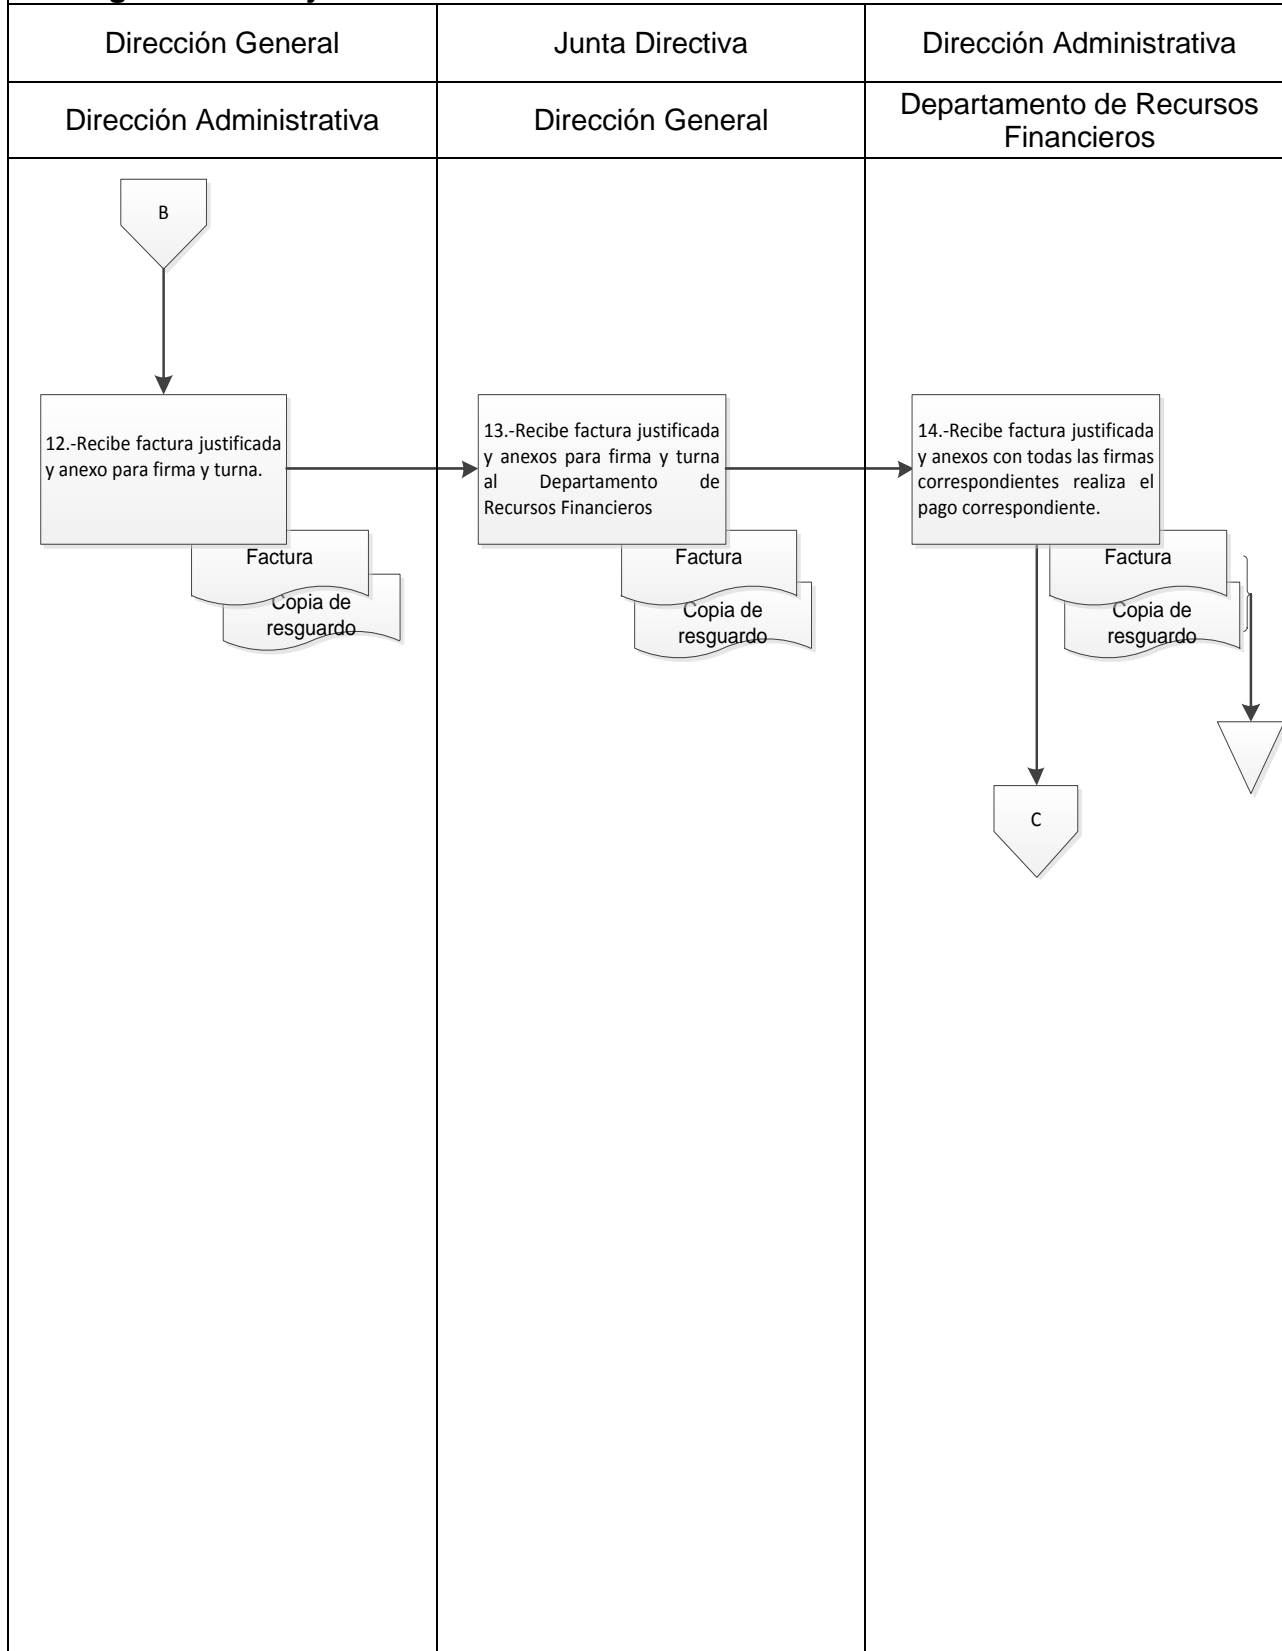 Dirección General
Junta Directiva
Dirección Administrativa
Dirección Administrativa
Dirección General
Departamento de Recursos
Financieros
B
12.-Recibe factura justificada
y anexo para firma y turna.
13.-Recibe factura justificada
y anexos para firma y turna
al Departamento de
Recursos Financieros
14.-Recibe factura justificada
y anexos con todas las firmas
correspondientes realiza el
pago correspondiente.
Factura
Copia de
resguardo
Factura
Copia de
resguardo
Factura
Copia de
resguardo
C